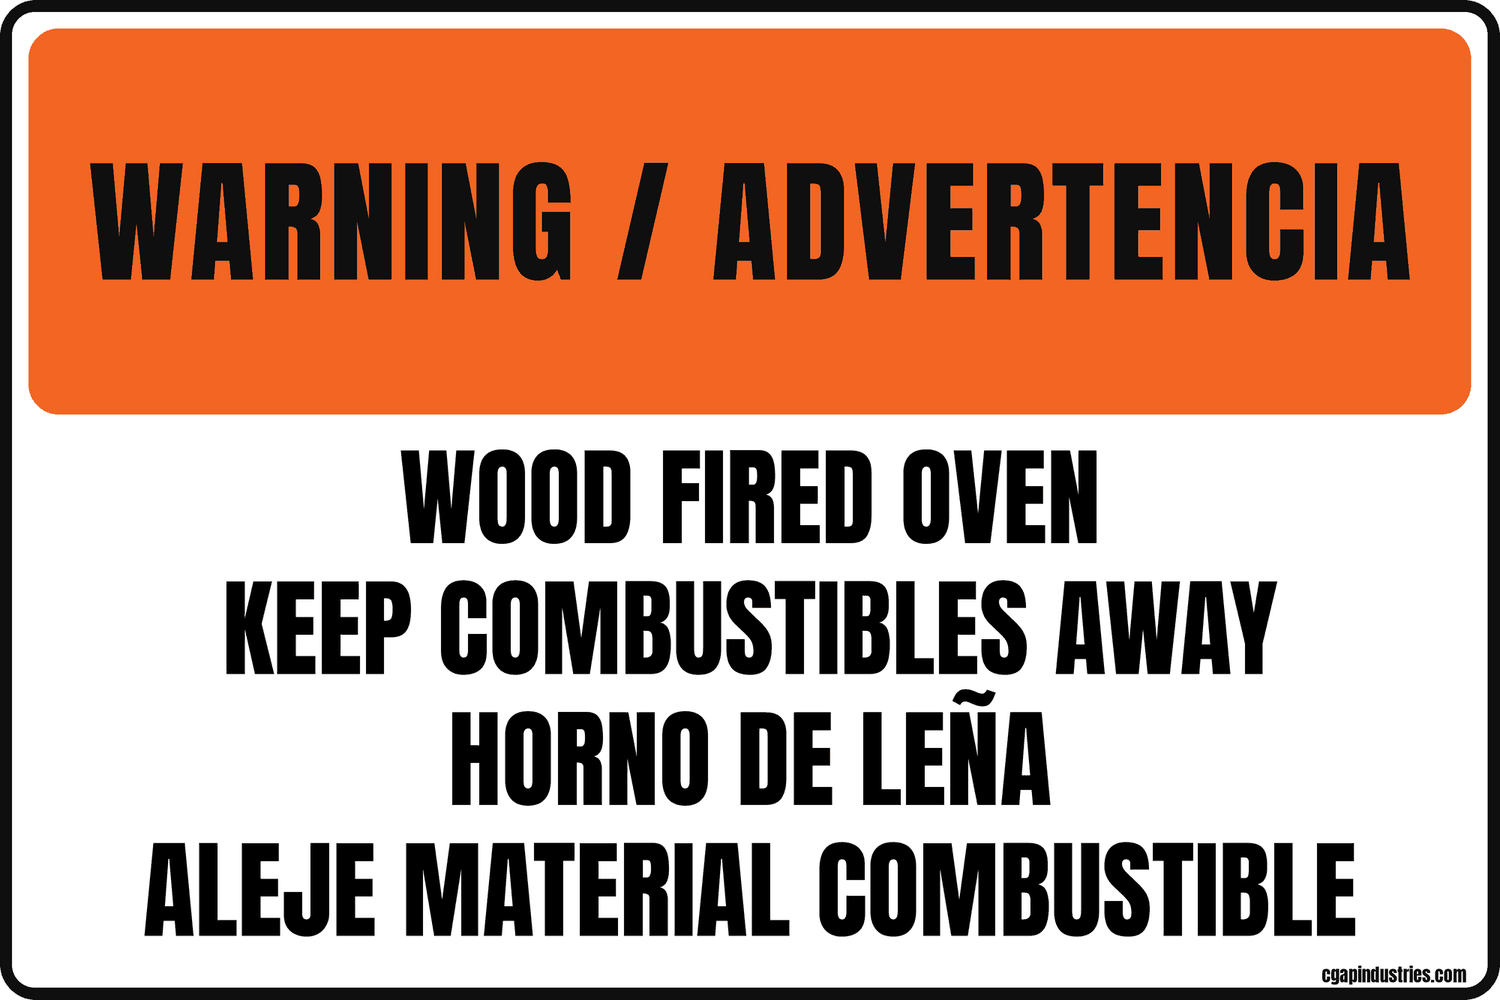 WARNING / ADVERTENCIA
WOOD FIRED OVEN
KEEP COMBUSTIBLES AWAY
HORNO DE LEÑA
ALEJE MATERIAL COMBUSTIBLE
cgapindustries.com